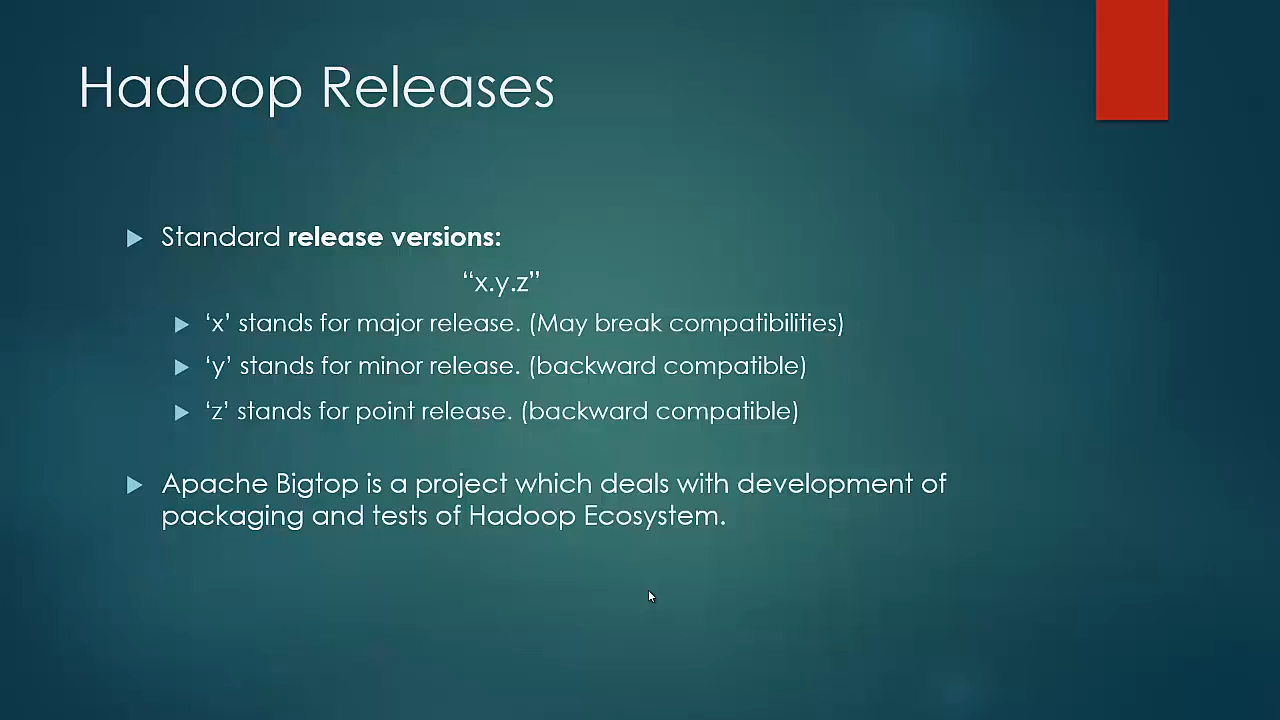 Hadoop Releases
Standard release versions:
“x.y.z”
‘x’ stands for major release. (May break compatibilities)
‘y’ stands for minor release. (backward compatible)
‘z’ stands for point release. (backward compatible)
Apache Bigtop is a project which deals with development of
packaging and tests of Hadoop Ecosystem.